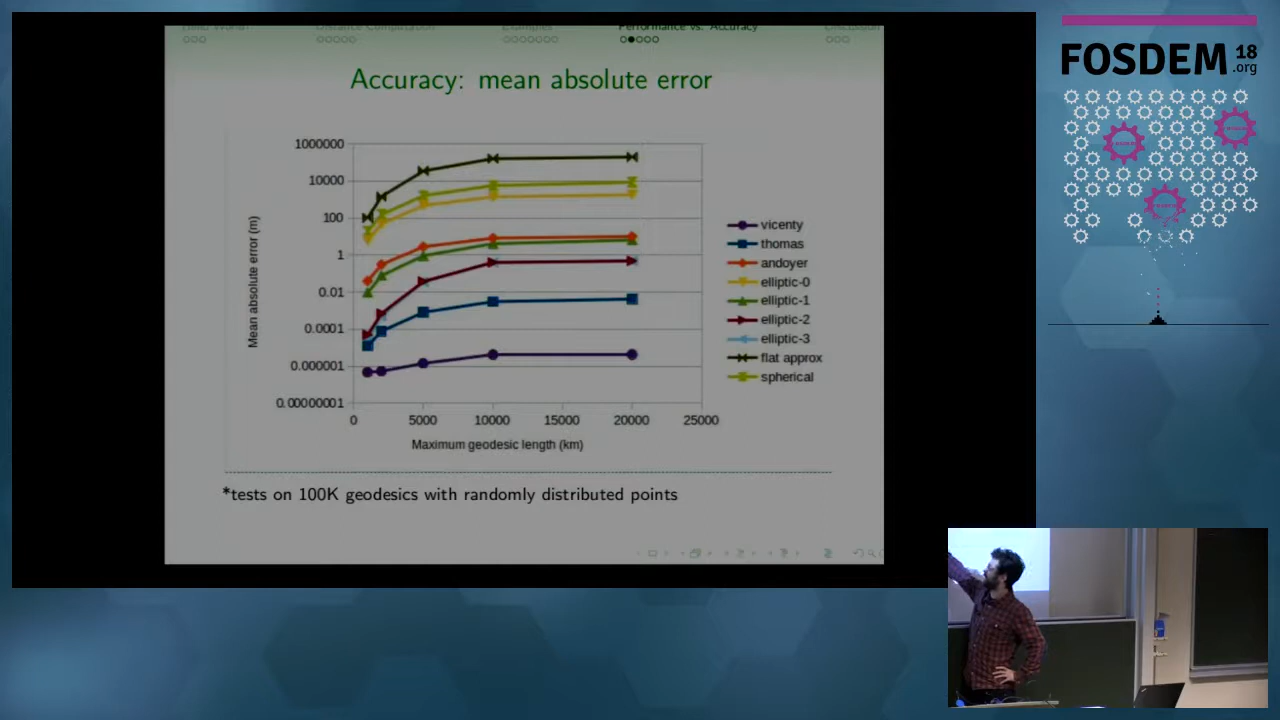 Performance vs. Accuracy
Accuracy: mean absolute error
1000000
10000
100
1
0.01
0.0001
0.000001
0.00000001
Mean absolute error (m)
0 5000 10000 15000 20000 25000
Maximum geodesic length (km)
vicenty
thomas
andoyer
elliptic-0
elliptic-1
elliptic-2
elliptic-3
flat approx
spherical
*tests on 100K geodesics with randomly distributed points
FOSDEM 18
.org